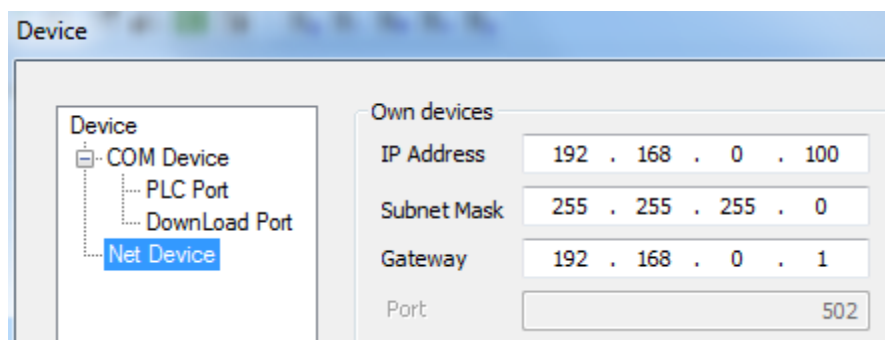 Device
Device
COM Device
PLC Port
DownLoad Port
Net Device
Own devices
IP Address 192 . 168 . 0 . 100
Subnet Mask 255 . 255 . 255 . 0
Gateway 192 . 168 . 0 . 1
Port 502